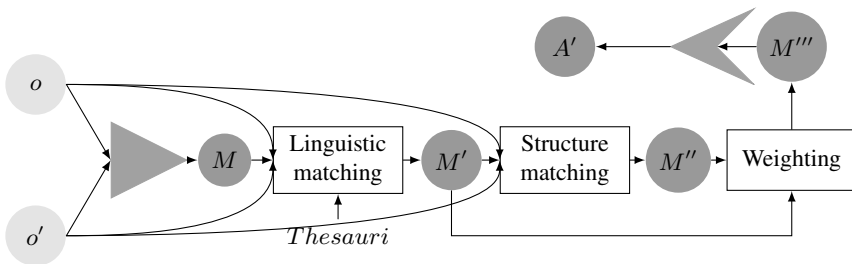 A′
M‴
o
M
Linguistic
matching
M′
Structure
matching
M″
Weighting
o′
Thesauri